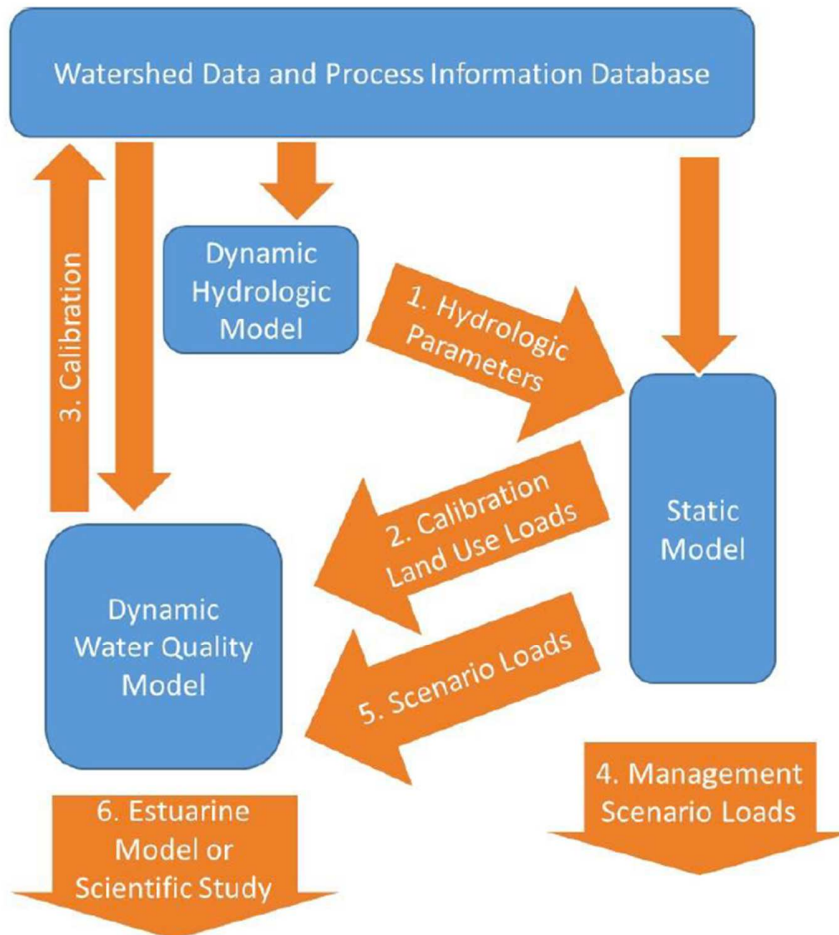 Watershed Data and Process Information Database
Dynamic
Hydrologic
Model
1. Hydrologic
Parameters
3. Calibration
2. Calibration
Land Use Loads
Static
Model
Dynamic
Water Quality
Model
5. Scenario Loads
4. Management
Scenario Loads
6. Estuarine
Model or
Scientific Study